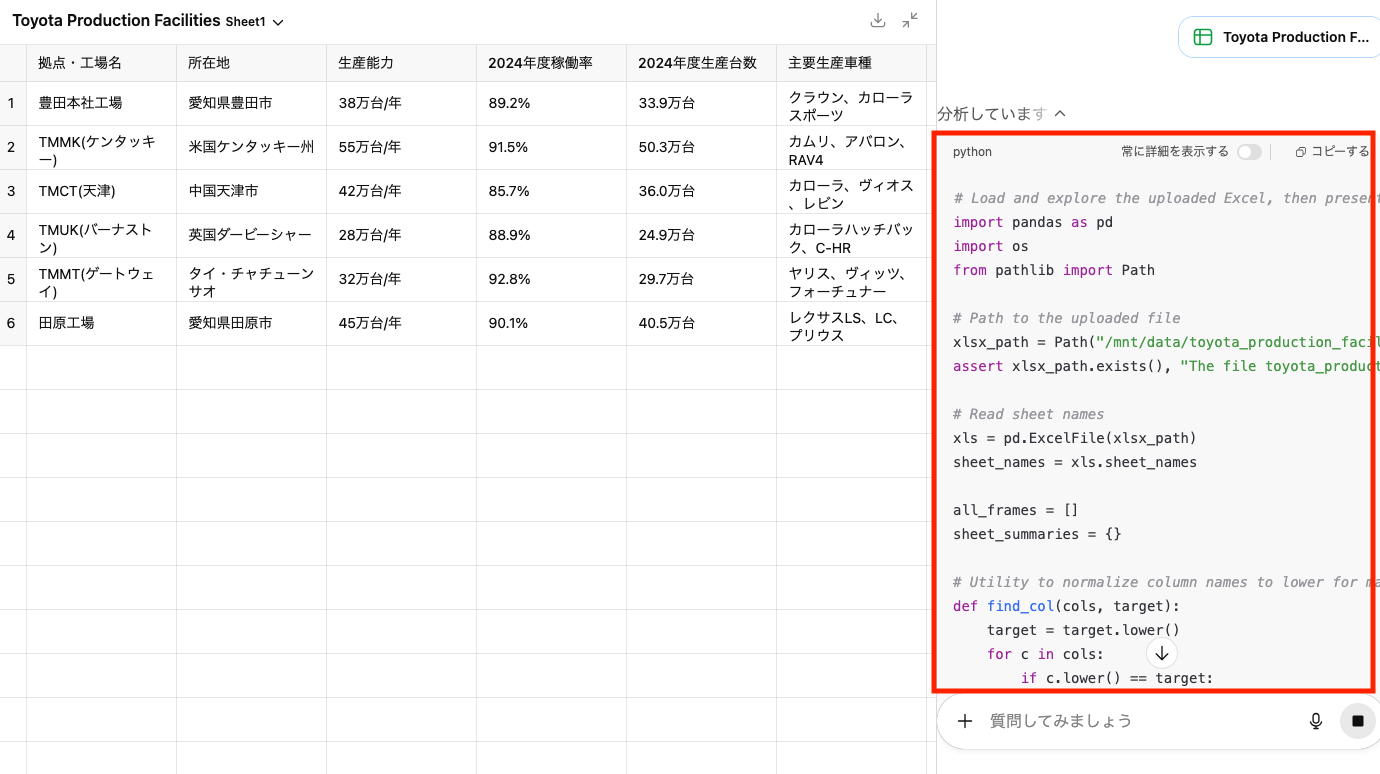 Toyota Production Facilities Sheet1
拠点・工場名 所在地 生産能力 2024年度稼働率 2024年度生産台数 主要生産車種
1 豊田本社工場 愛知県豊田市 38万台/年 89.2% 33.9万台 クラウン、カローラ
スポーツ
2 TMMK(ケンタッキ
ー) 米国ケンタッキー州 55万台/年 91.5% 50.3万台 カムリ、アバロン、
RAV4
3 TMCT(天津) 中国天津市 42万台/年 85.7% 36.0万台 カローラ、ヴィオス
、レビン
4 TMUK(バーナスト
ン) 英国ダービーシャー 28万台/年 88.9% 24.9万台 カローラハッチバッ
ク、C-HR
5 TMMT(ゲートウェ
イ) タイ・チャチューン
サオ 32万台/年 92.8% 29.7万台 ヤリス、ヴィッツ、
フォーチュナー
6 田原工場 愛知県田原市 45万台/年 90.1% 40.5万台 レクサスLS、LC、
プリウス
Toyota Production F...
分析しています
python 常に詳細を表示する コピーする
# Load and explore the uploaded Excel, then present
import pandas as pd
import os
from pathlib import Path
# Path to the uploaded file
xlsx_path = Path("/mnt/data/toyota_production_facil
assert xlsx_path.exists(), "The file toyota_product
# Read sheet names
xls = pd.ExcelFile(xlsx_path)
sheet_names = xls.sheet_names
all_frames = []
sheet_summaries = {}
# Utility to normalize column names to lower for ma
def find_col(cols, target):
target = target.lower()
for c in cols:
if c.lower() == target:
質問してみましょう